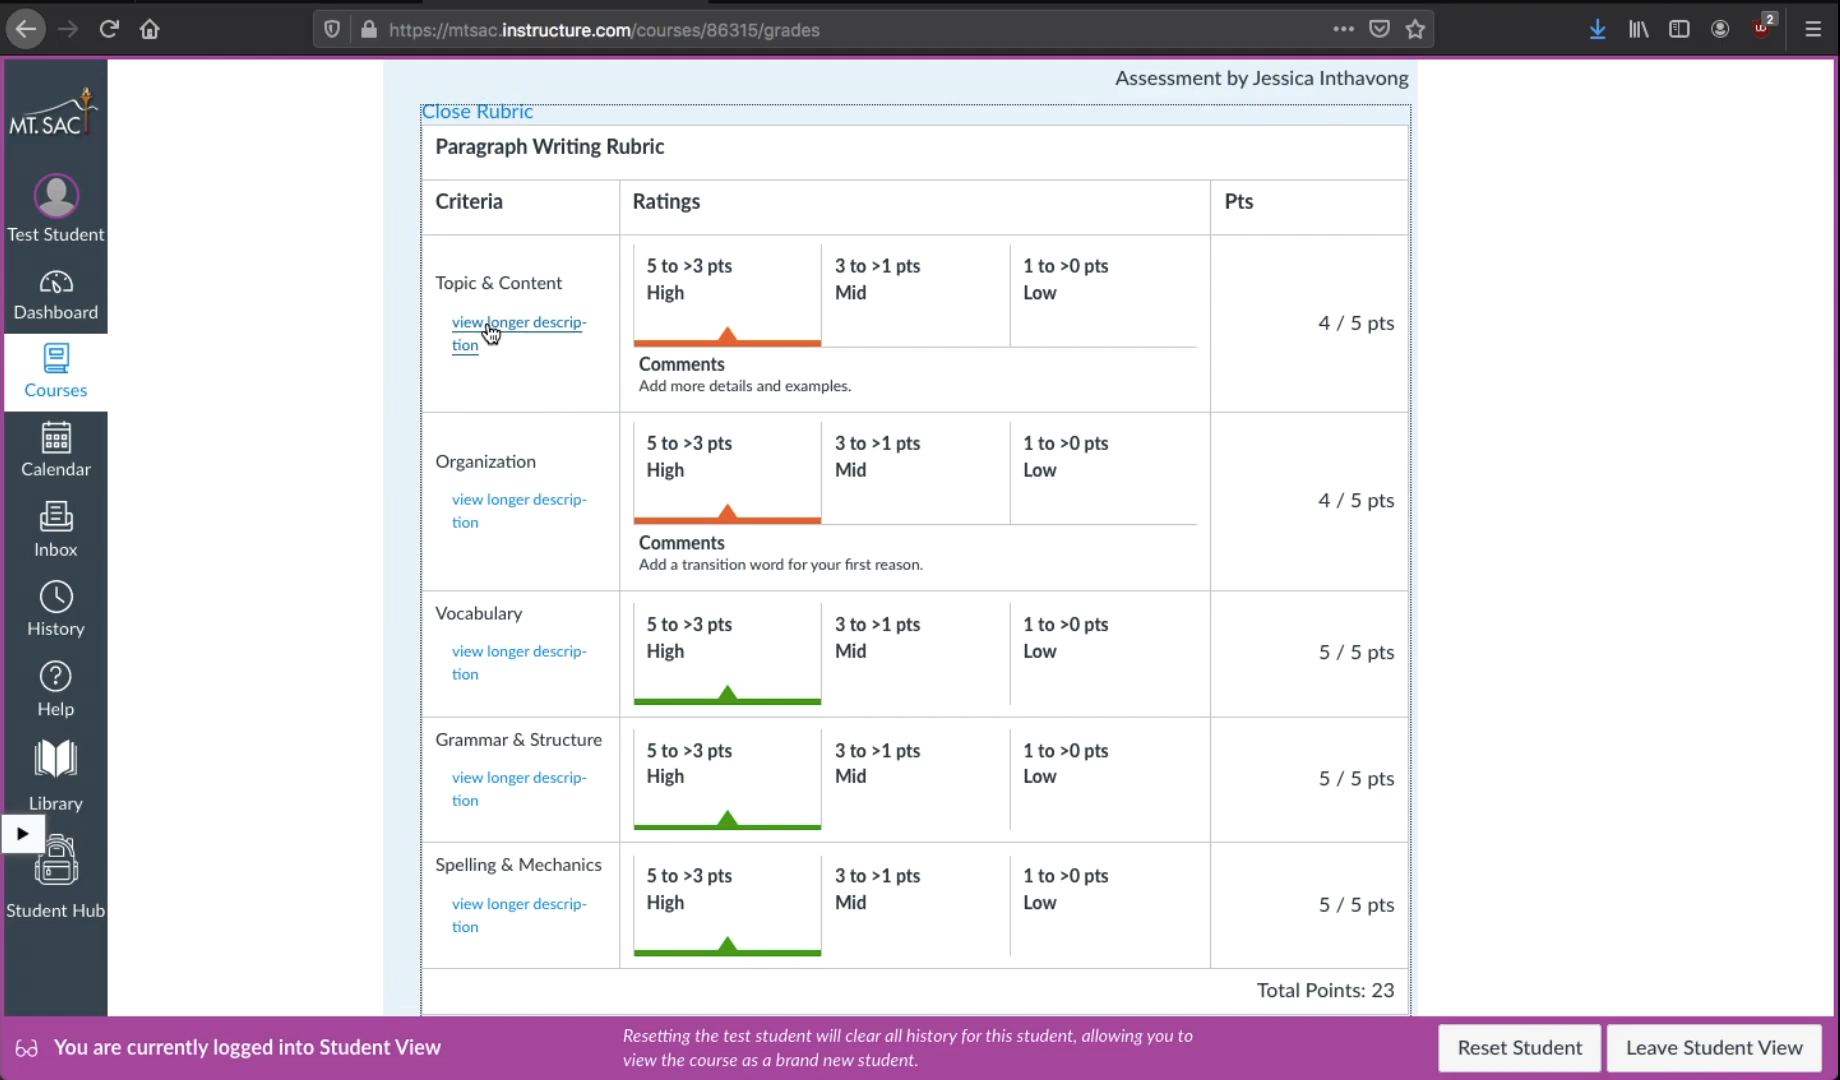 https://mtsac.instructure.com/courses/86315/grades
2
MT. SAC
Test Student
Dashboard
Courses
Calendar
Inbox
History
Help
Library
Student Hub
Assessment by Jessica Inthavong
Close Rubric
Paragraph Writing Rubric
Criteria Ratings Pts
Topic & Content
view longer descrip-
tion
5 to >3 pts
High
3 to >1 pts
Mid
1 to >0 pts
Low
Comments
Add more details and examples.
4 / 5 pts
Organization
view longer descrip-
tion
5 to >3 pts
High
3 to >1 pts
Mid
1 to >0 pts
Low
Comments
Add a transition word for your first reason.
4 / 5 pts
Vocabulary
view longer descrip-
tion
5 to >3 pts
High
3 to >1 pts
Mid
1 to >0 pts
Low
5 / 5 pts
Grammar & Structure
view longer descrip-
tion
5 to >3 pts
High
3 to >1 pts
Mid
1 to >0 pts
Low
5 / 5 pts
Spelling & Mechanics
view longer descrip-
tion
5 to >3 pts
High
3 to >1 pts
Mid
1 to >0 pts
Low
5 / 5 pts
Total Points: 23
You are currently logged into Student View
Resetting the test student will clear all history for this student, allowing you to
view the course as a brand new student.
Reset Student
Leave Student View